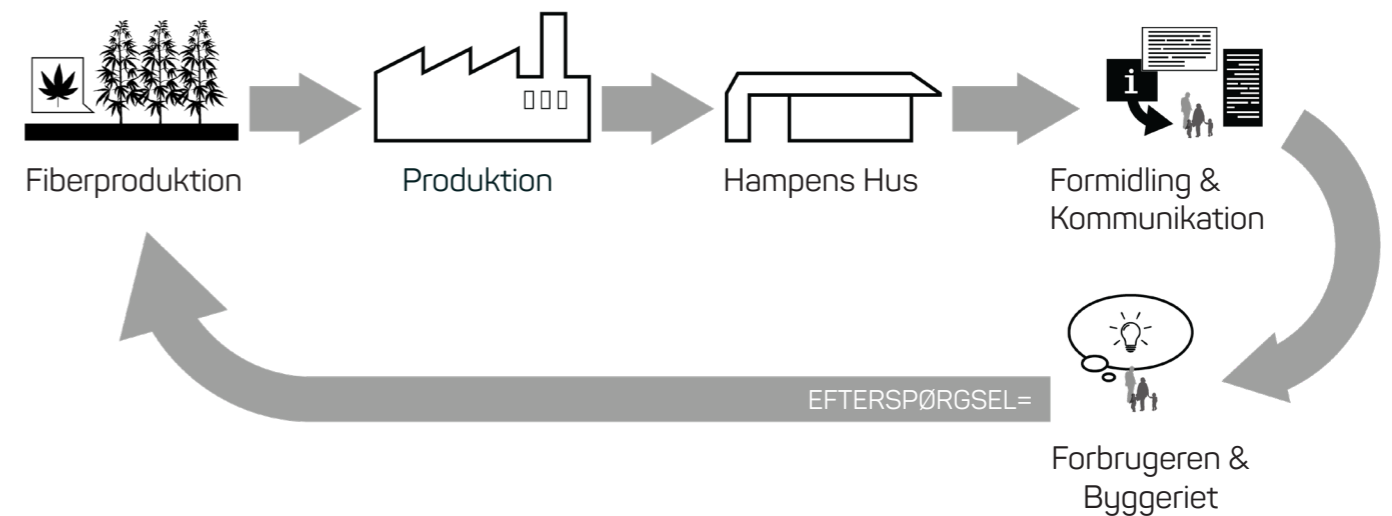 Fiberproduktion
Produktion
Hampens Hus
Formidling &
Kommunikation
i
EFTERSPØRGSEL=
Forbrugeren &
Byggeriet